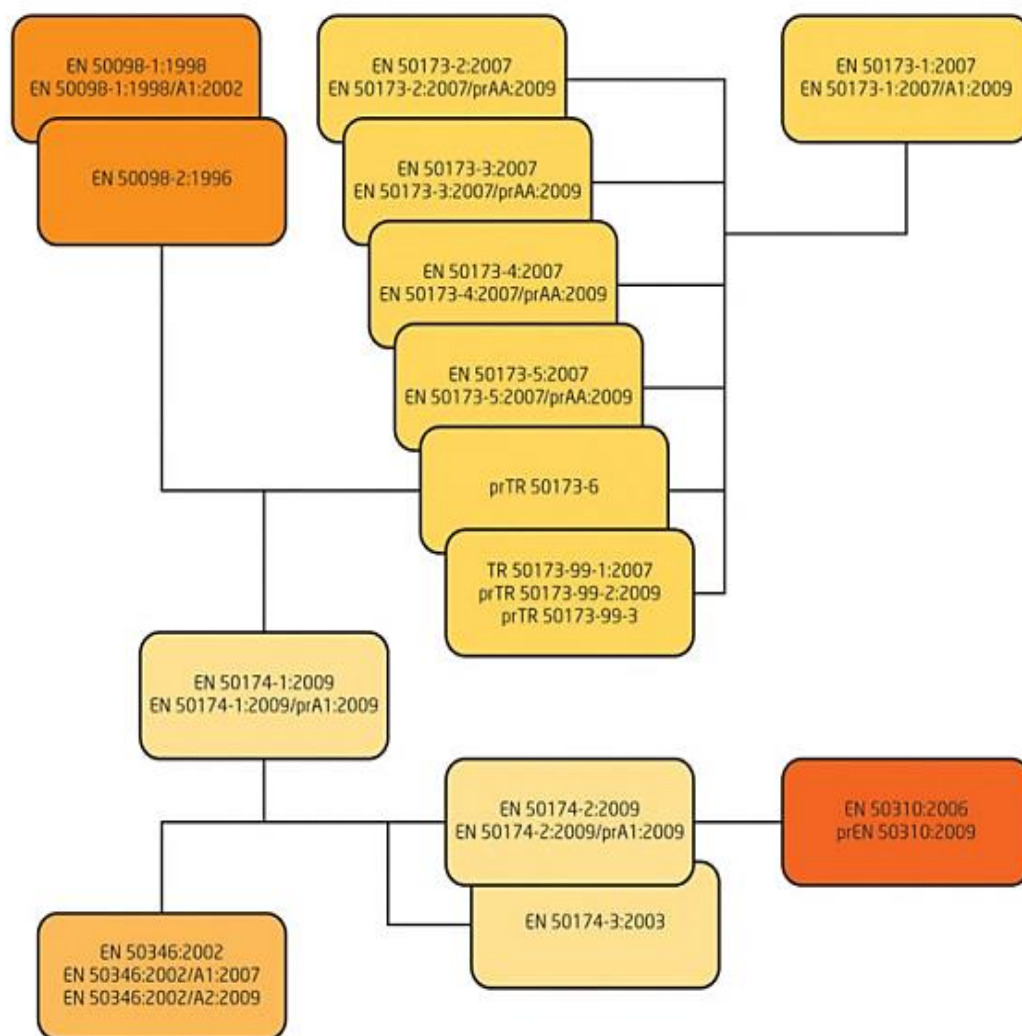 EN 50098-1:1998
EN 50098-1:1998/A1:2002
EN 50098-2:1996
EN 50173-2:2007
EN 50173-2:2007/prAA:2009
EN 50173-3:2007
EN 50173-3:2007/prAA:2009
EN 50173-4:2007
EN 50173-4:2007/prAA:2009
EN 50173-5:2007
EN 50173-5:2007/prAA:2009
prTR 50173-6
TR 50173-99-1:2007
prTR 50173-99-2:2009
prTR 50173-99-3
EN 50173-1:2007
EN 50173-1:2007/A1:2009
EN 50174-1:2009
EN 50174-1:2009/prA1:2009
EN 50174-2:2009
EN 50174-2:2009/prA1:2009
EN 50174-3:2003
EN 50310:2006
prEN 50310:2009
EN 50346:2002
EN 50346:2002/A1:2007
EN 50346:2002/A2:2009